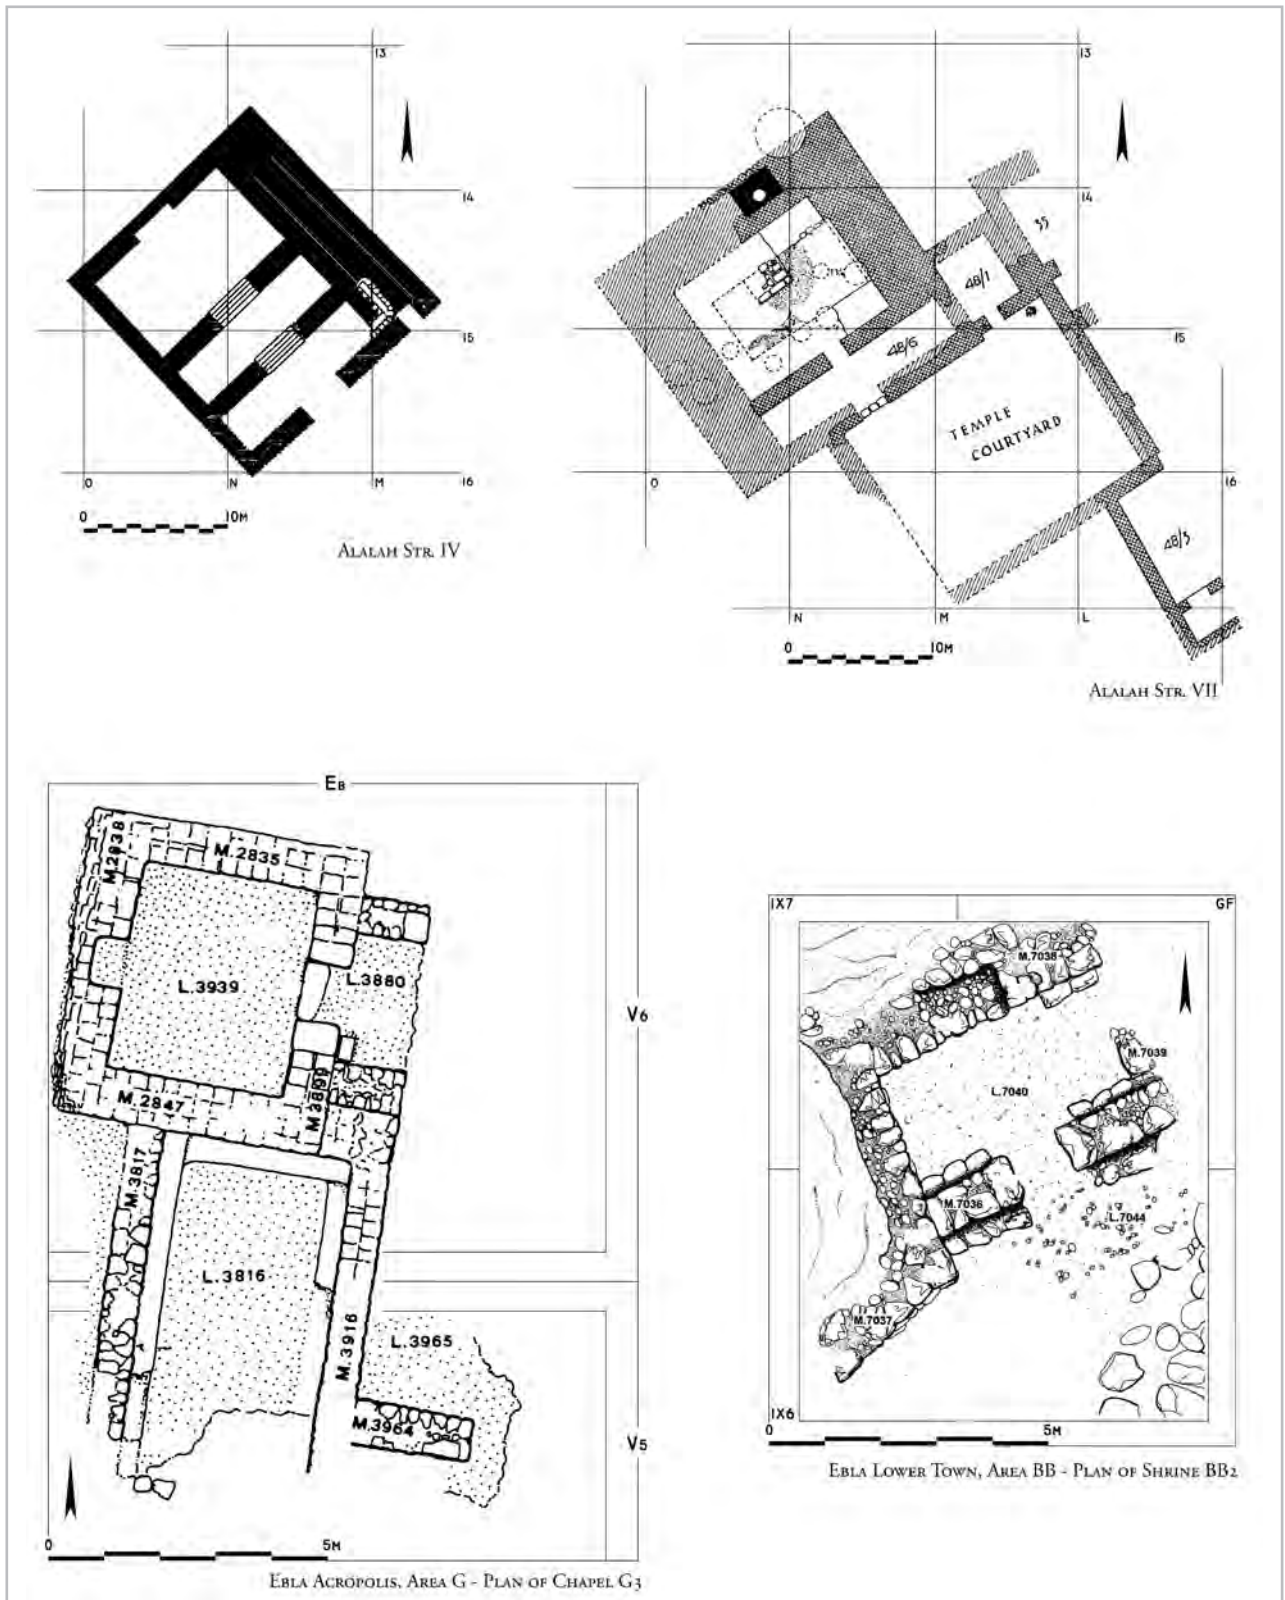 13
14
15
O N M 16
0 10M
ALALAH STR. IV
13
14
35
48/1
15
48/6
TEMPLE
COURTYARD
O 16
48/3
N M L
0 10M
ALALAH STR. VII
EB
M.2838
M.2835
L.3939
L.3880
V6
M.2847
M.3899
M.3817
L.3816
M.3916
L.3965
M.3964
V5
0 5M
EBLA ACROPOLIS, AREA G - PLAN OF CHAPEL G3
IX7 GF
M.7038
M.7039
L.7040
M.7036
L.7044
M.7037
IX6
0 5M
EBLA LOWER TOWN, AREA BB - PLAN OF SHRINE BB2